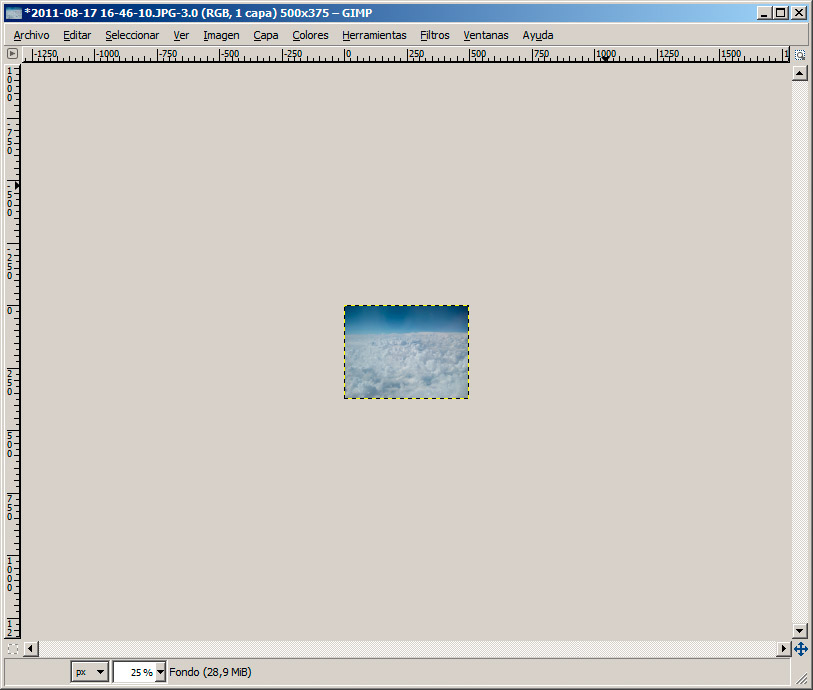 *2011-08-17 16-46-10.JPG-3.0 (RGB, 1 capa) 500x375 – GIMP
Archivo Editar Seleccionar Ver Imagen Capa Colores Herramientas Filtros Ventanas Ayuda
-1250 -1000 -750 -500 -250 0 250 500 750 1000 1250 1500 1
1000
-750
-500
-250
0
250
500
750
1000
12
px 25 % Fondo (28,9 MiB)